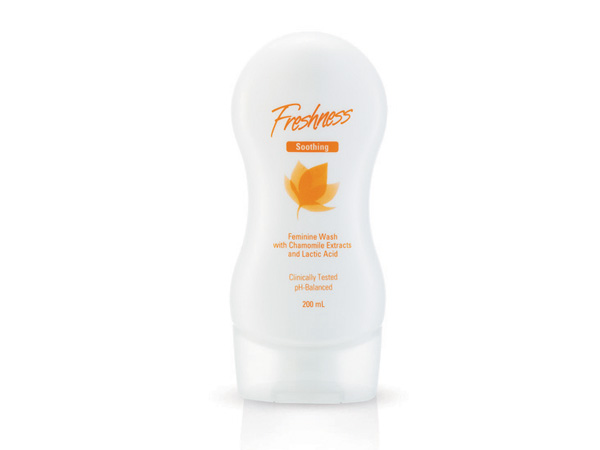 Freshness
Soothing
Feminine Wash
with Chamomile Extracts
and Lactic Acid
Clinically Tested
pH-Balanced
200 mL